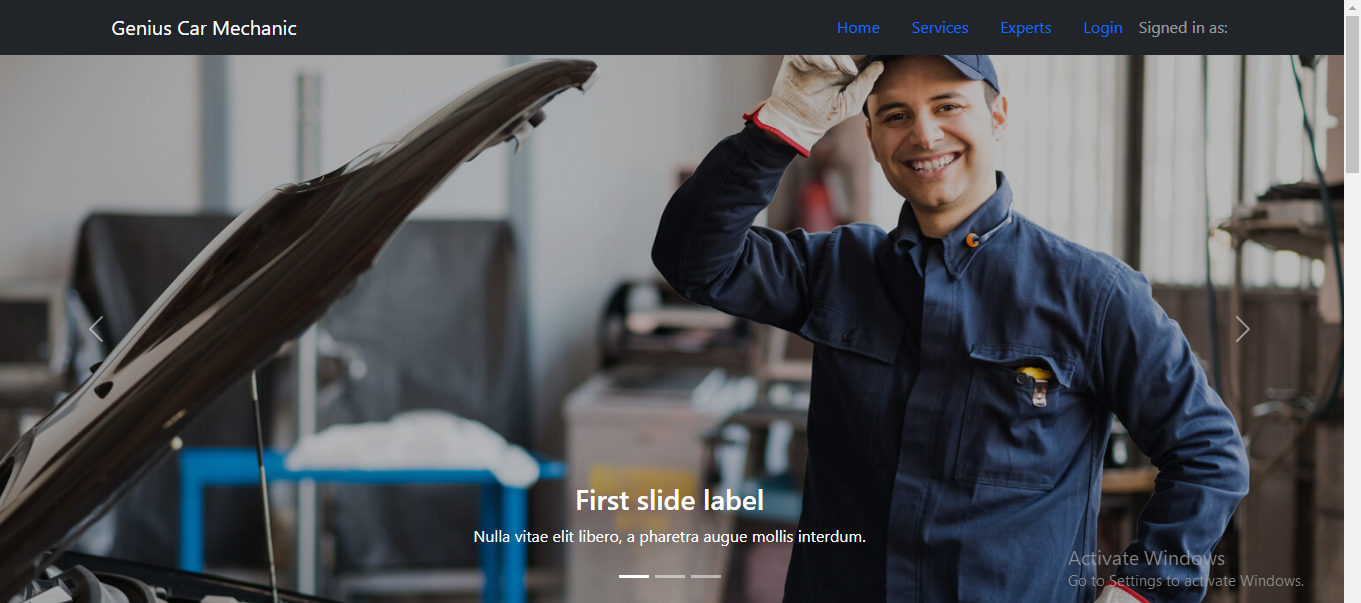 Genius Car Mechanic Home Services Experts Login Signed in as:
First slide label
Nulla vitae elit libero, a pharetra augue mollis interdum.
Activate Windows
Go to Settings to activate Windows.